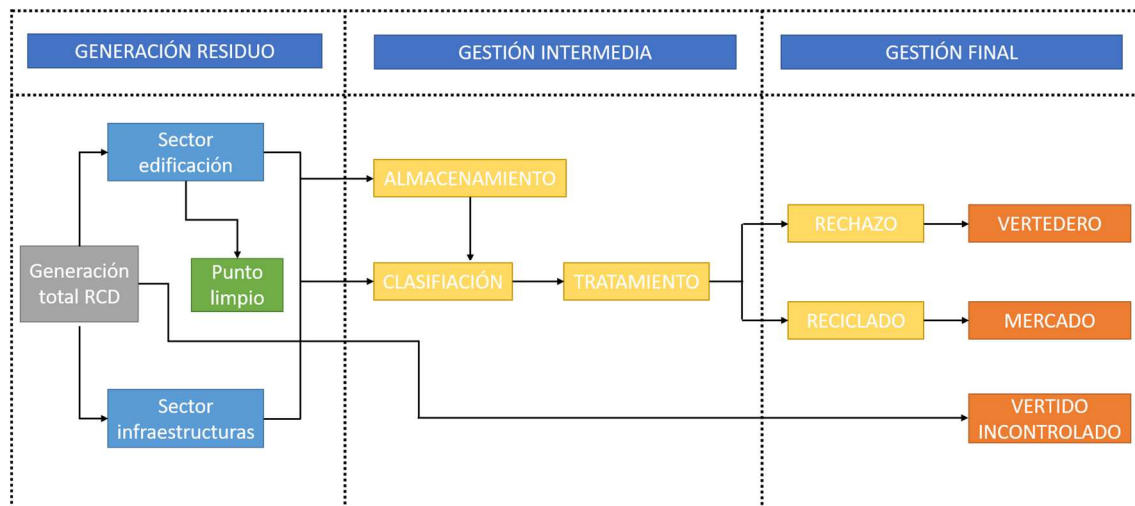 GENERACIÓN RESIDUO
GESTIÓN INTERMEDIA
GESTIÓN FINAL
Sector
edificación
ALMACENAMIENTO
RECHAZO
VERTEDERO
Generación
total RCD
Punto
limpio
CLASIFIACIÓN
TRATAMIENTO
RECICLADO
MERCADO
Sector
infraestructuras
VERTIDO
INCONTROLADO